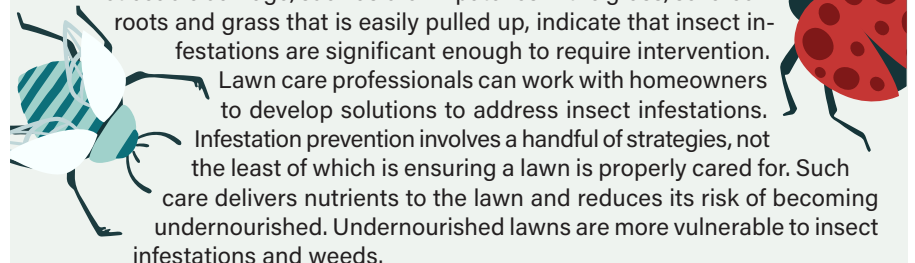 roots and grass that is easily pulled up, indicate that insect in-
festations are significant enough to require intervention.
Lawn care professionals can work with homeowners
to develop solutions to address insect infestations.
Infestation prevention involves a handful of strategies, not
the least of which is ensuring a lawn is properly cared for. Such
care delivers nutrients to the lawn and reduces its risk of becoming
undernourished. Undernourished lawns are more vulnerable to insect
infestations and weeds.